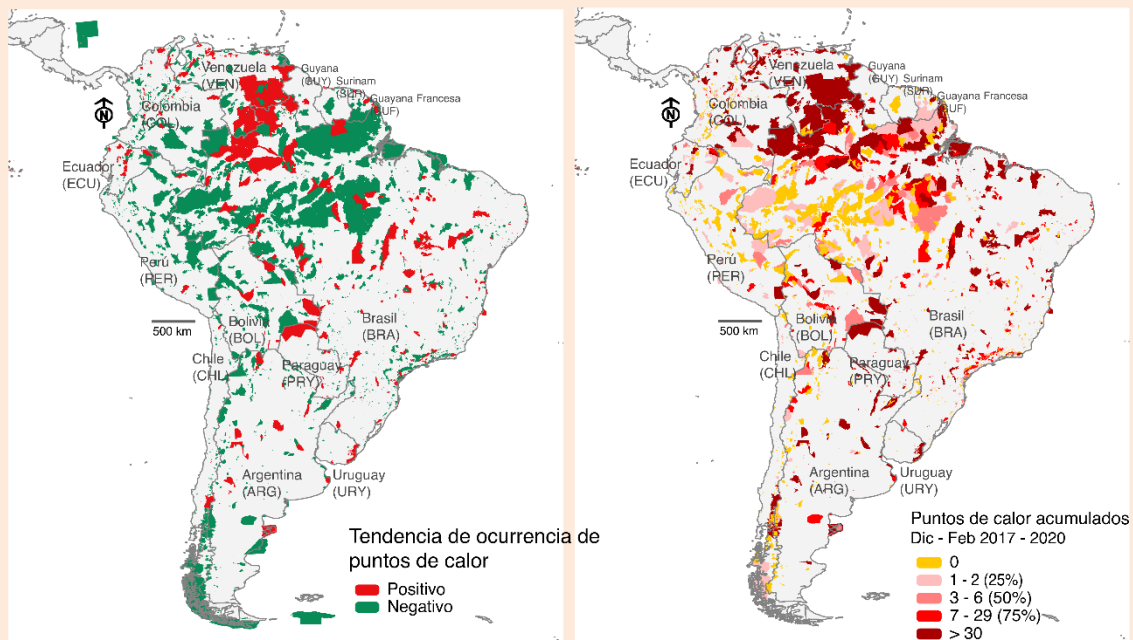 Venezuela
(VEN)
Guyana
(GUY)
Surinam
(SUR)
Guayana Francesa
(GUF)
Colombia
(COL)
N
Ecuador
(ECU)
Perú
(RER)
500 km
Bolivia
(BOL)
Brasil
(BRA)
Chile
(CHL)
Paraguay
(PRY)
Argentina
(ARG)
Uruguay
(URY)
Tendencia de ocurrencia de
puntos de calor
Positivo
Negativo
Venezuela
(VEN)
Guyana
(GUY)
Surinam
(SUR)
Guayana Francesa
(GUF)
Colombia
(COL)
N
Ecuador
(ECU)
Perú
(RER)
500 km
Bolivia
(BOL)
Brasil
(BRA)
Chile
(CHL)
Paraguay
(PRY)
Argentina
(ARG)
Uruguay
(URY)
Puntos de calor acumulados
Dic - Feb 2017 - 2020
0
1 - 2 (25%)
3 - 6 (50%)
7 - 29 (75%)
> 30